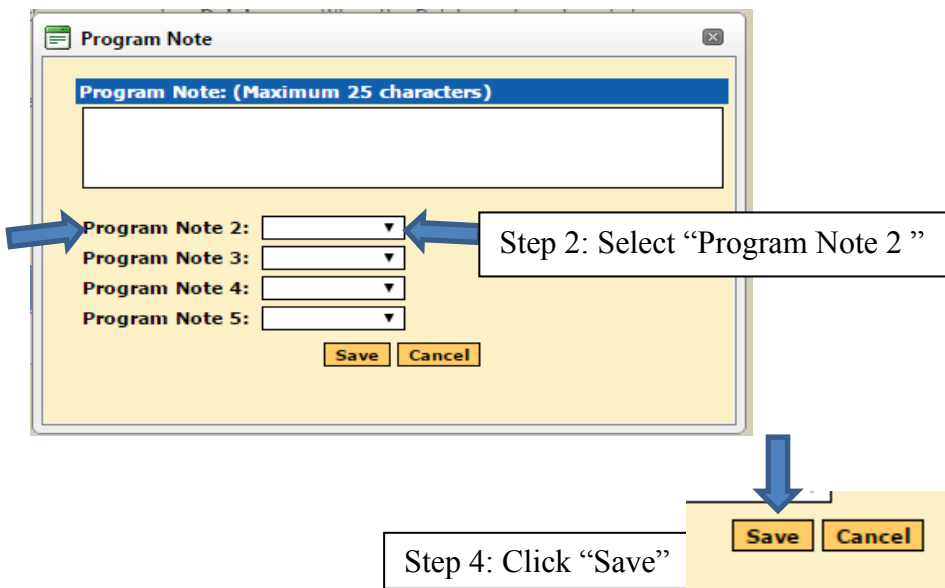 Program Note
Program Note: (Maximum 25 characters)
Program Note 2:
Step 2: Select “Program Note 2 ”
Program Note 3:
Program Note 4:
Program Note 5:
Save Cancel
Save Cancel
Step 4: Click “Save”